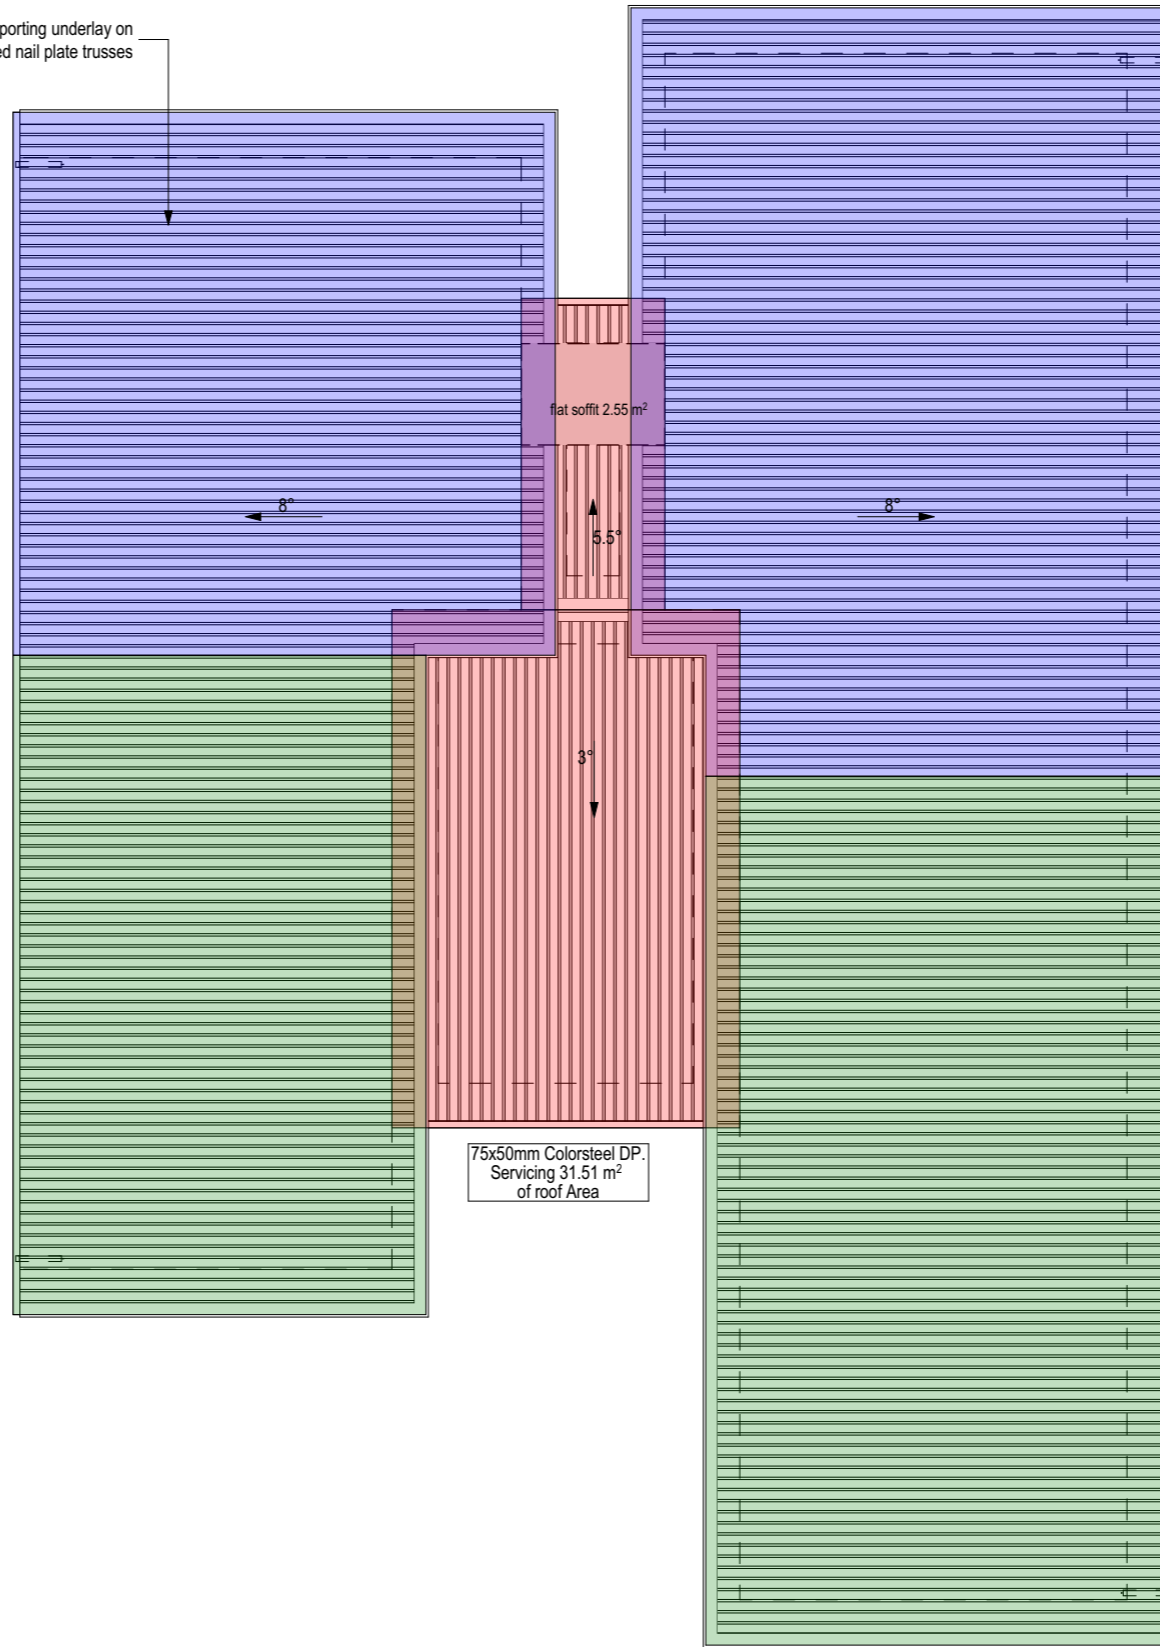 porting underlay on
ed nail plate trusses
flat soffit 2.55 m²
8°
8°
5.5°
3°
75x50mm Colorsteel DP.
Servicing 31.51 m²
of roof Area